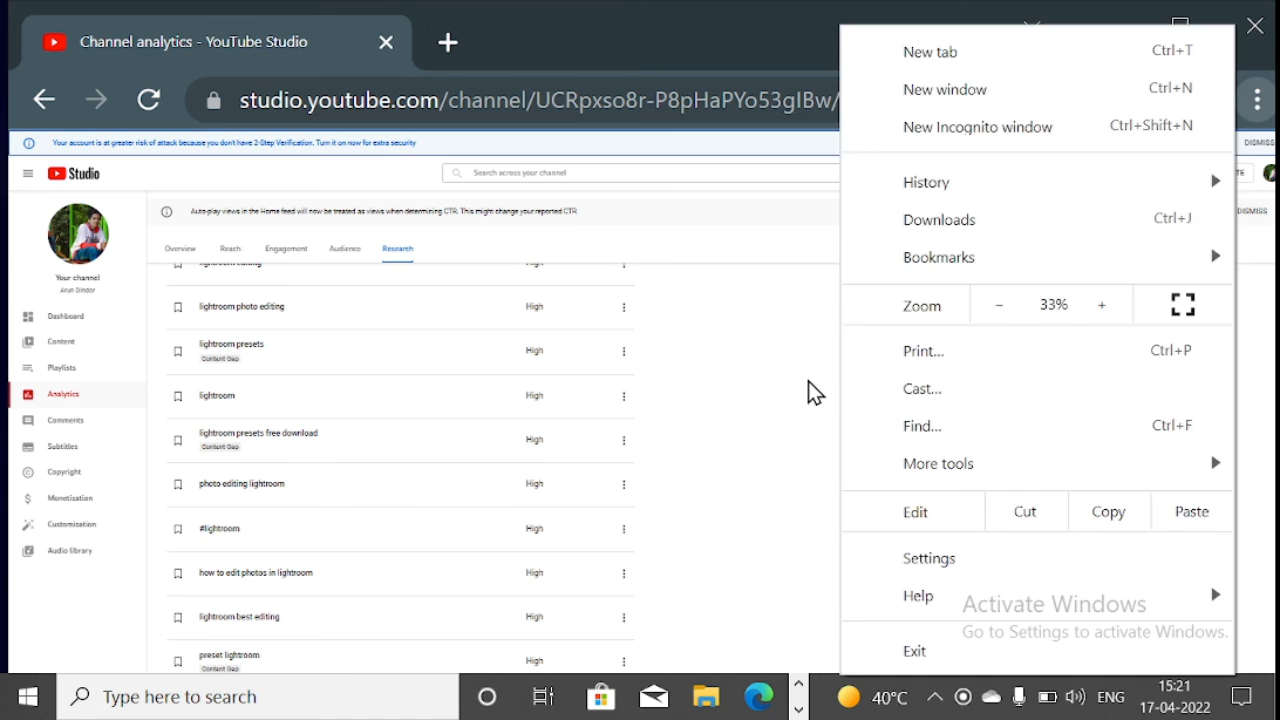 Channel analytics - YouTube Studio
studio.youtube.com/channel/UCRpxso8r-P8pHaPYo53gIBw/
Your account is at greater risk of attack because you don't have 2-Step Verification. Turn it on now for extra security
DISMISS
Studio
Search across your channel
TE
Auto-play views in the Home feed will now be treated as views when determining CTR. This might change your reported CTR
DISMISS
Your channel
Arun Dindor
Dashboard
Content
Playlists
Analytics
Comments
Subtitles
Copyright
Monetisation
Customization
Audio library
Overview Reach Engagement Audience Research
lightroom photo editing High
lightroom presets High
Content Gap
lightroom High
lightroom presets free download High
Content Gap
photo editing lightroom High
#lightroom High
how to edit photos in lightroom High
lightroom best editing High
preset lightroom High
Content Gap
New tab Ctrl+T
New window Ctrl+N
New Incognito window Ctrl+Shift+N
History
Downloads Ctrl+J
Bookmarks
Zoom − 33% +
Print... Ctrl+P
Cast...
Find... Ctrl+F
More tools
Edit Cut Copy Paste
Settings
Help
Exit
Activate Windows
Go to Settings to activate Windows.
Type here to search
40°C
ENG
15:21
17-04-2022